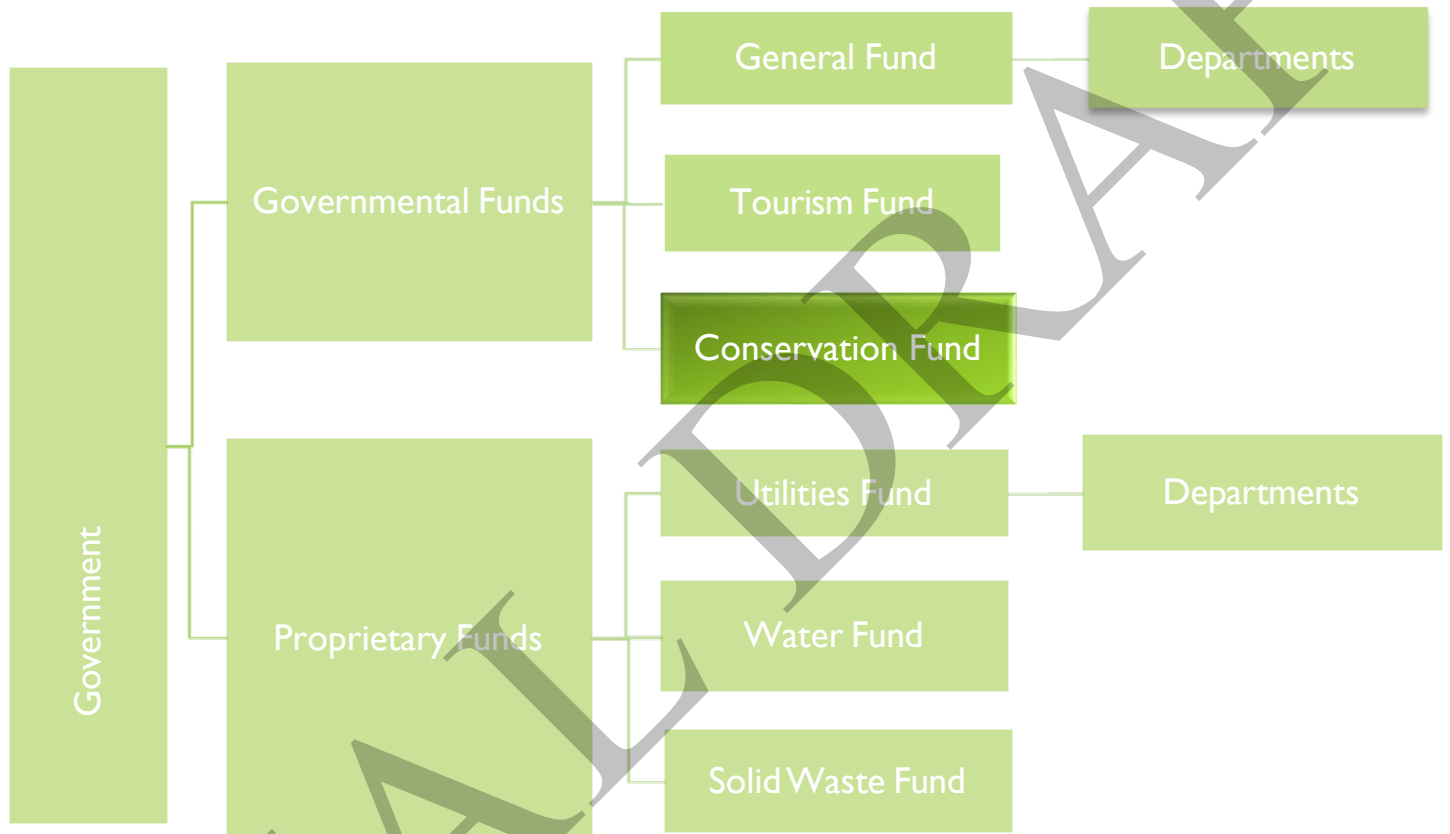 General Fund
Departments
Governmental Funds
Tourism Fund
Conservation Fund
Utilities Fund
Departments
Government
Proprietary Funds
Water Fund
Solid Waste Fund